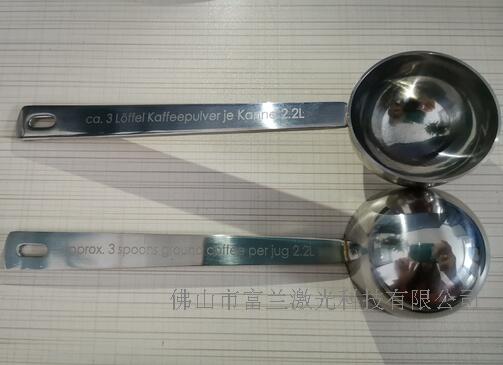 ca. 3 Löffel Kaffeepulver je Kanne 2.2L
approx. 3 spoons ground coffee per jug 2.2L
佛山市富兰激光科技有限公司